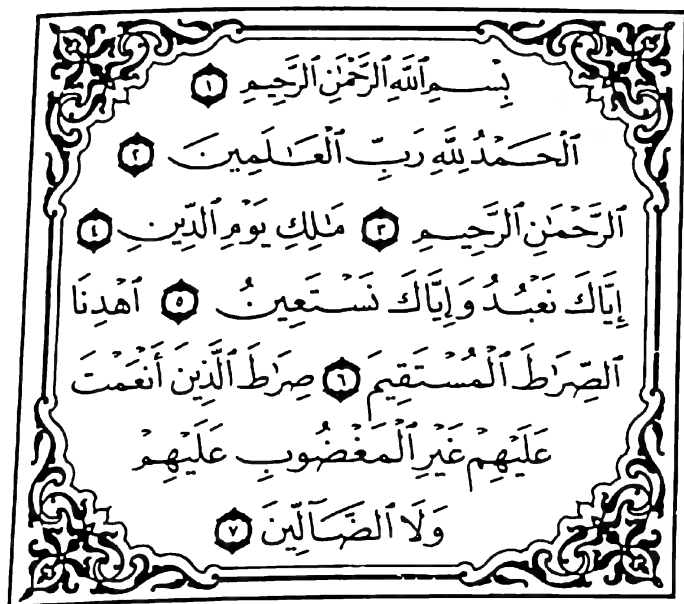 بِسْمِ ٱللَّهِ ٱلرَّحْمَٰنِ ٱلرَّحِيمِ ١
ٱلْحَمْدُ لِلَّهِ رَبِّ ٱلْعَٰلَمِينَ ٢
ٱلرَّحْمَٰنِ ٱلرَّحِيمِ ٣ مَٰلِكِ يَوْمِ ٱلدِّينِ ٤
إِيَّاكَ نَعْبُدُ وَإِيَّاكَ نَسْتَعِينُ ٥ ٱهْدِنَا
ٱلصِّرَٰطَ ٱلْمُسْتَقِيمَ ٦ صِرَٰطَ ٱلَّذِينَ أَنْعَمْتَ
عَلَيْهِمْ غَيْرِ ٱلْمَغْضُوبِ عَلَيْهِمْ
وَلَا ٱلضَّآلِّينَ ٧